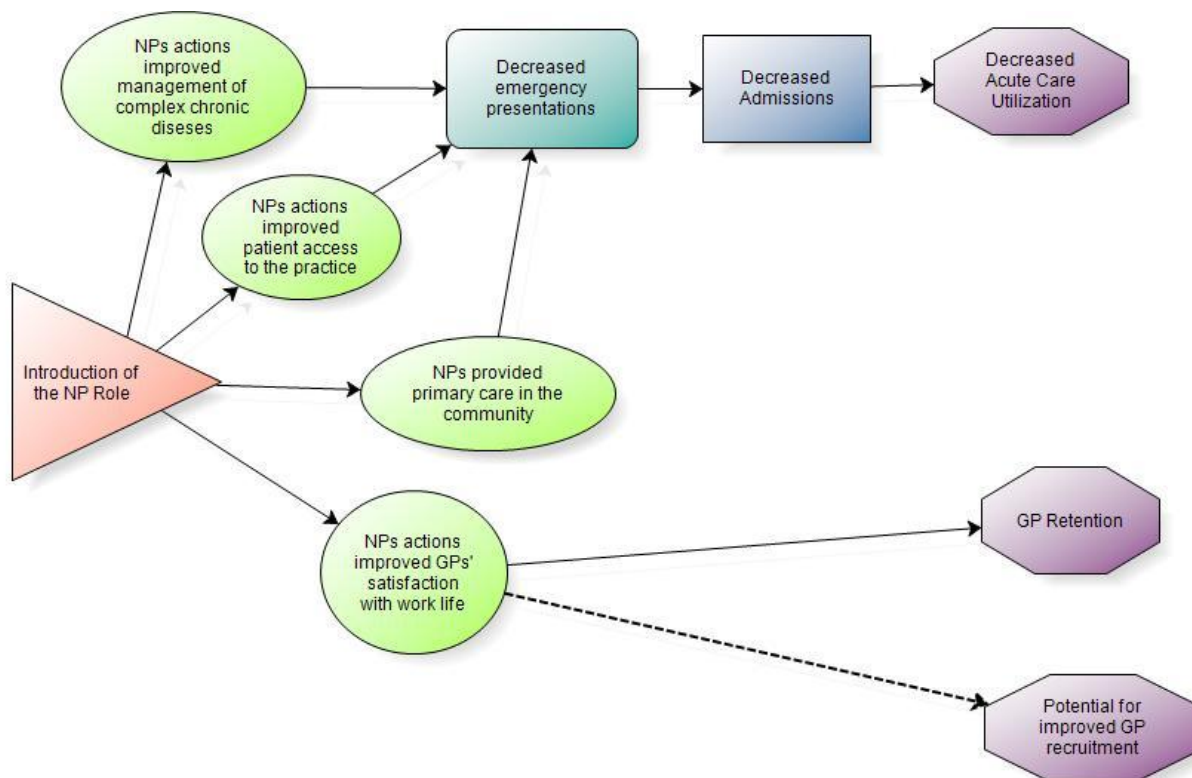 NPs actions
improved
management of
complex chronic
diseses
Decreased
emergency
presentations
Decreased
Admissions
Decreased
Acute Care
Utilization
NPs actions
improved
patient access
to the practice
Introduction of
the NP Role
NPs provided
primary care in the
community
NPs actions
improved GPs'
satisfaction
with work life
GP Retention
Potential for
improved GP
recruitment